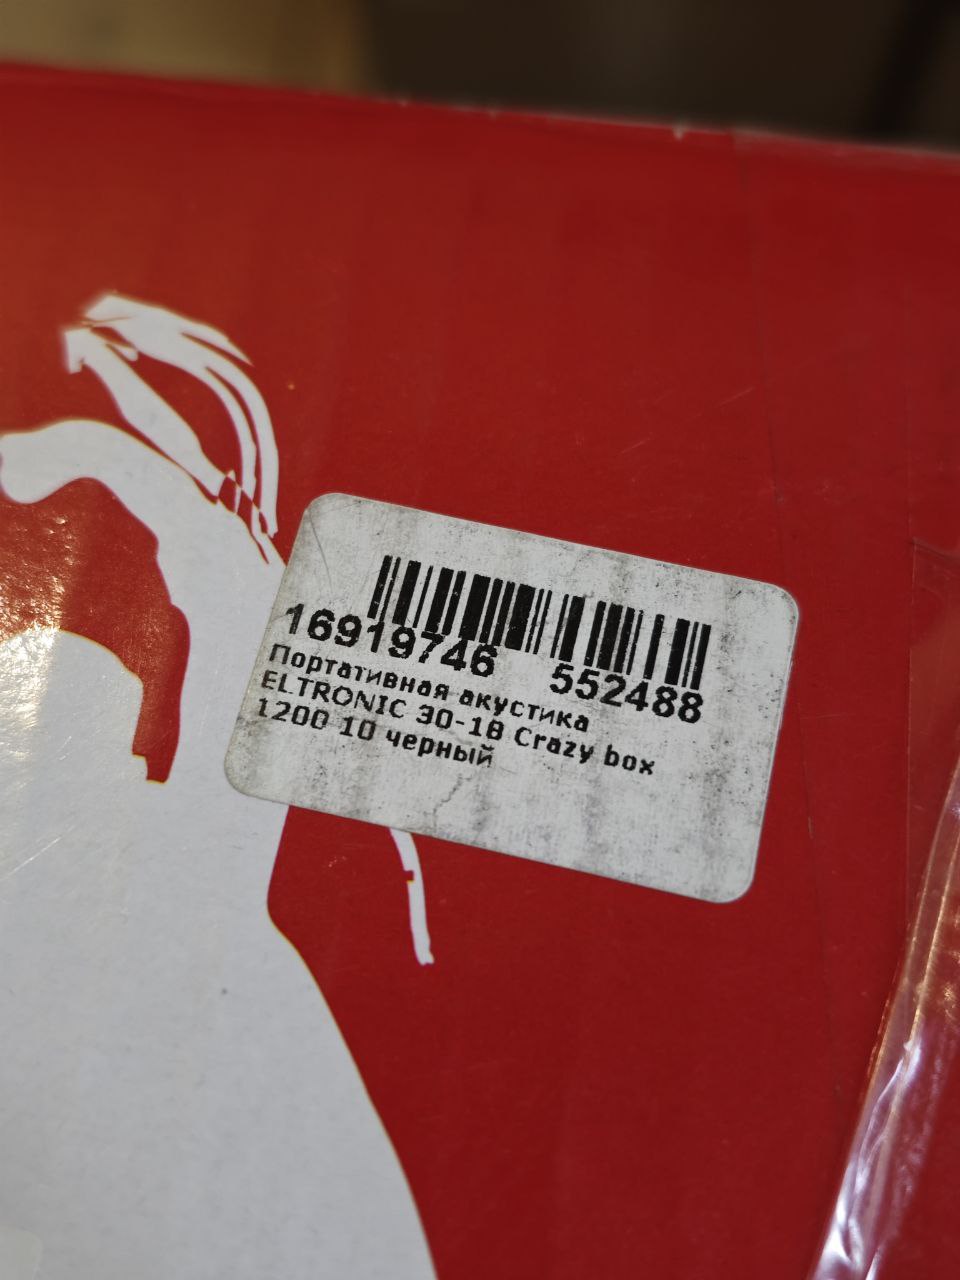 16919746 552488
Портативная акустика
ELTRONIC 30-18 Crazy box
1200 10 черный